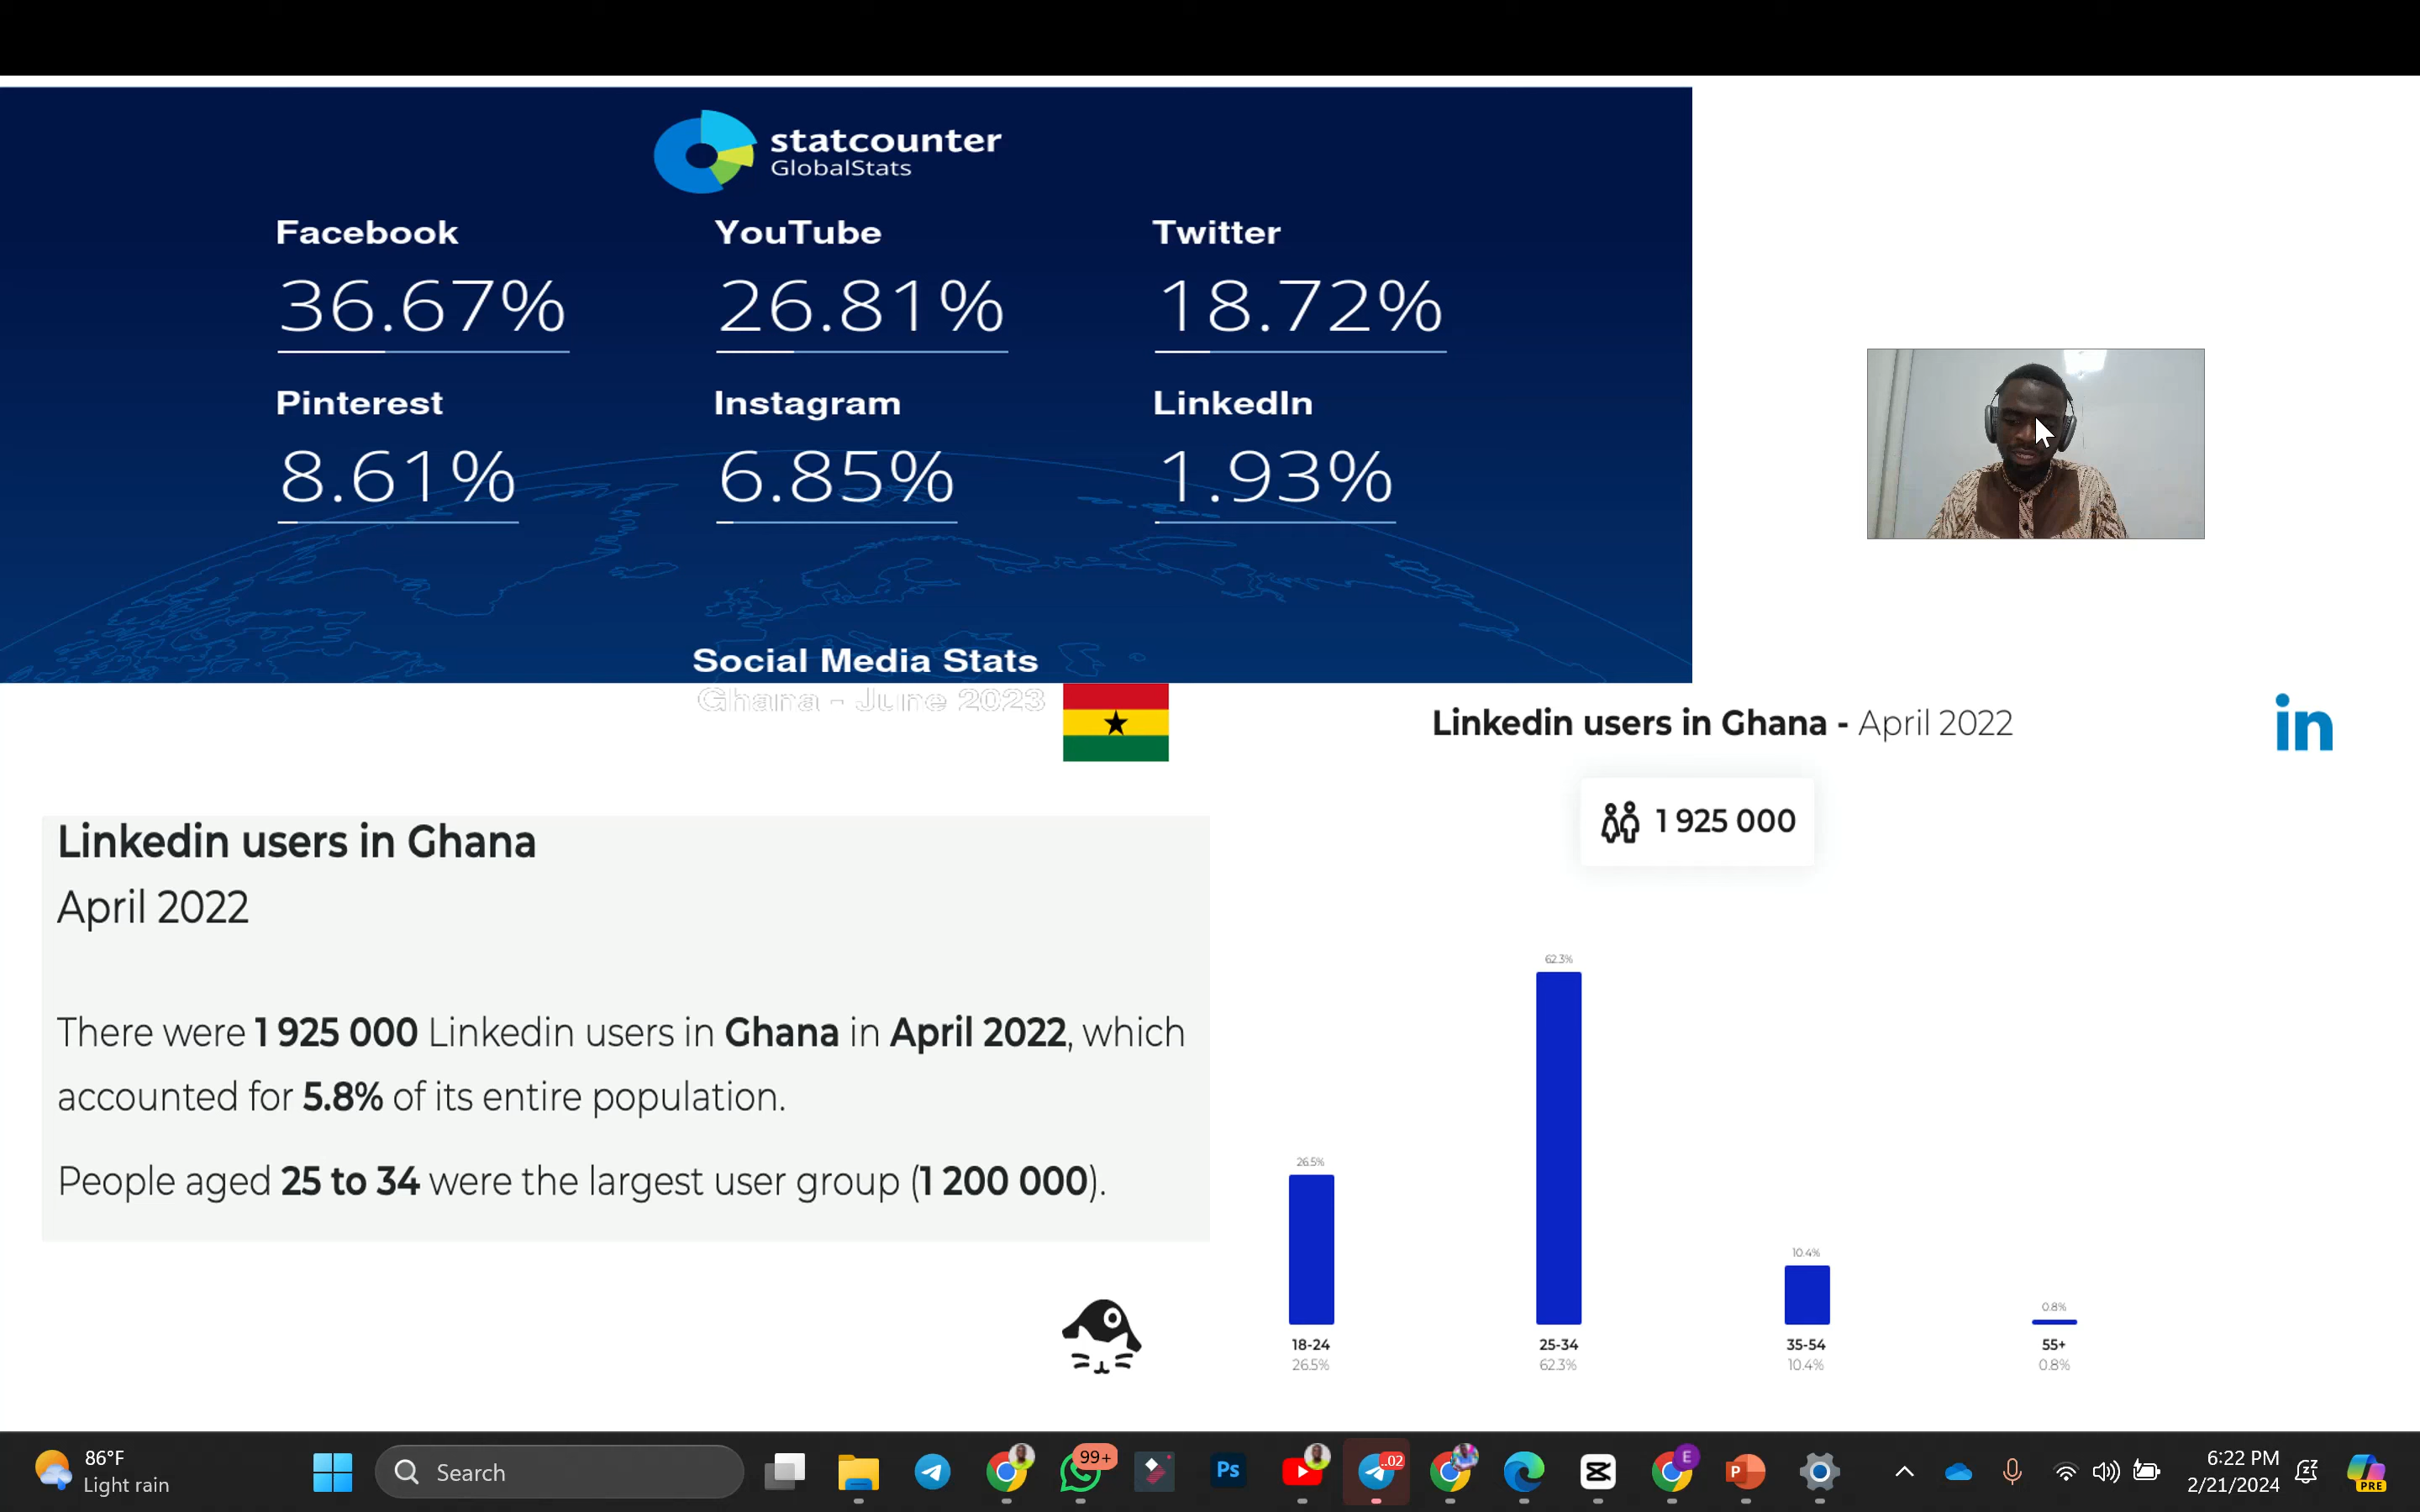 statcounter
GlobalStats
Facebook
36.67%
YouTube
26.81%
Twitter
18.72%
Pinterest
8.61%
Instagram
6.85%
LinkedIn
1.93%
Social Media Stats
Ghana - June 2023
Linkedin users in Ghana
April 2022
There were 1 925 000 Linkedin users in Ghana in April 2022, which
accounted for 5.8% of its entire population.
People aged 25 to 34 were the largest user group (1 200 000).
Linkedin users in Ghana - April 2022
in
1 925 000
26.5%
62.3%
10.4%
0.8%
18-24
26.5%
25-34
62.3%
35-54
10.4%
55+
0.8%
86°F
Light rain
Search
99+
Ps
..02
E
P
6:22 PM
2/21/2024
PRE